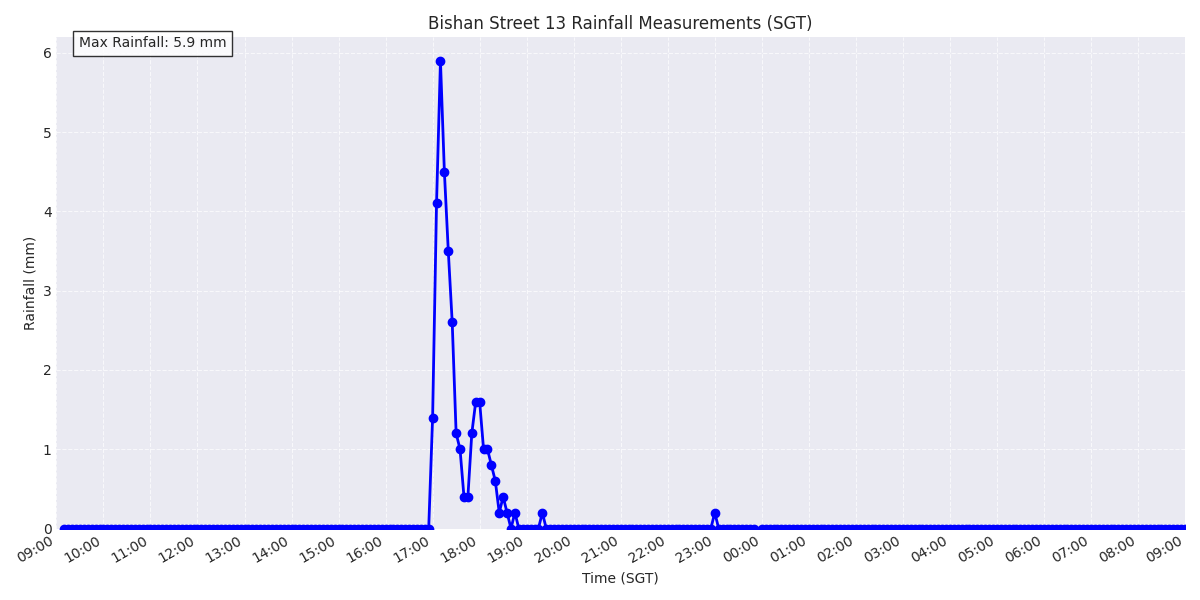 Bishan Street 13 Rainfall Measurements (SGT)
Max Rainfall: 5.9 mm
6
5
4
3
2
1
0
Rainfall (mm)
09:00 10:00 11:00 12:00 13:00 14:00 15:00 16:00 17:00 18:00 19:00 20:00 21:00 22:00 23:00 00:00 01:00 02:00 03:00 04:00 05:00 06:00 07:00 08:00 09:00
Time (SGT)